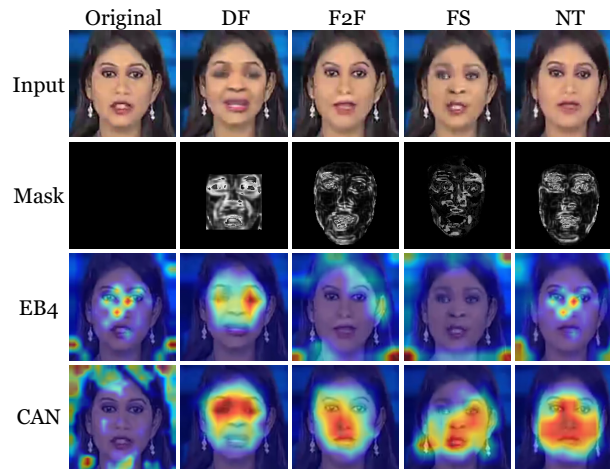 Original DF F2F FS NT
Input
Mask
EB4
CAN